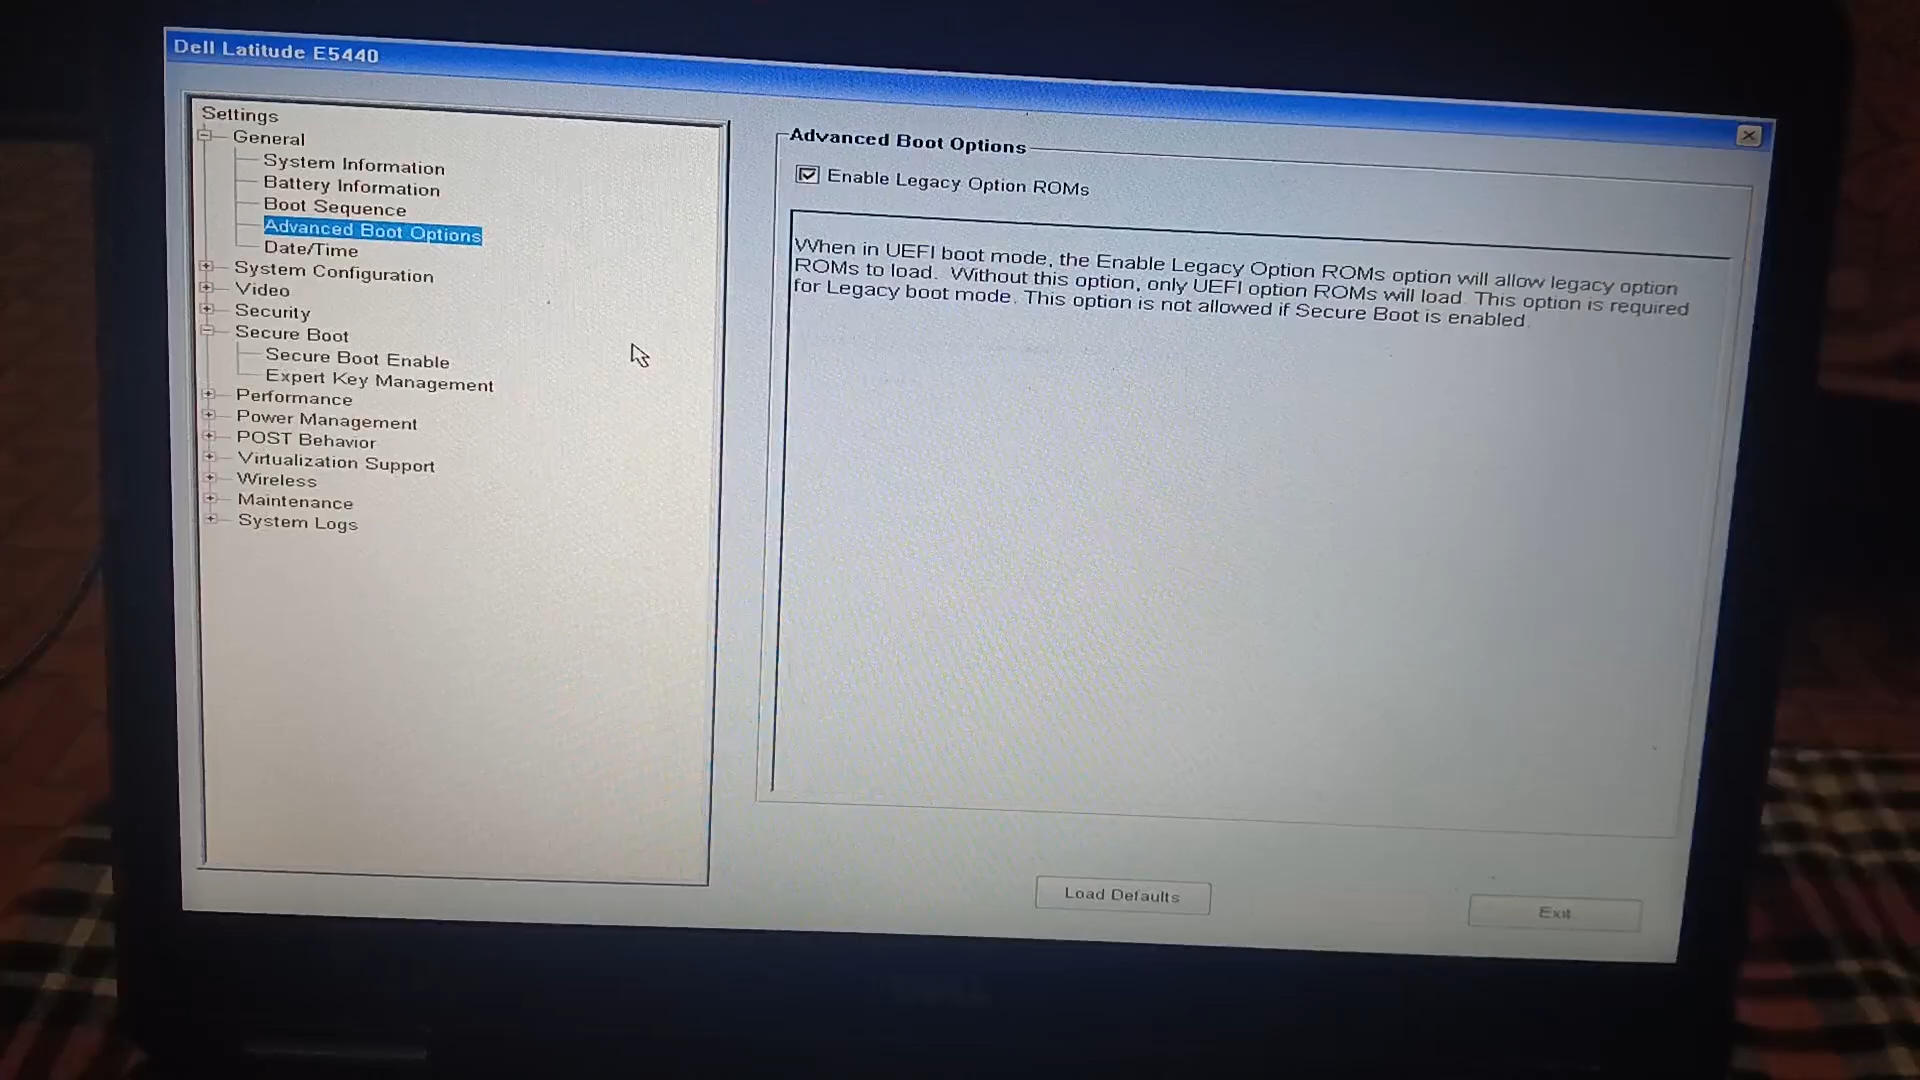 Dell Latitude E5440
Settings
General
System Information
Battery Information
Boot Sequence
Advanced Boot Options
Date/Time
System Configuration
Video
Security
Secure Boot
Secure Boot Enable
Expert Key Management
Performance
Power Management
POST Behavior
Virtualization Support
Wireless
Maintenance
System Logs
Advanced Boot Options
Enable Legacy Option ROMs
When in UEFI boot mode, the Enable Legacy Option ROMs option will allow legacy option
ROMs to load. Without this option, only UEFI option ROMs will load. This option is required
for Legacy boot mode. This option is not allowed if Secure Boot is enabled.
Load Defaults
Exit